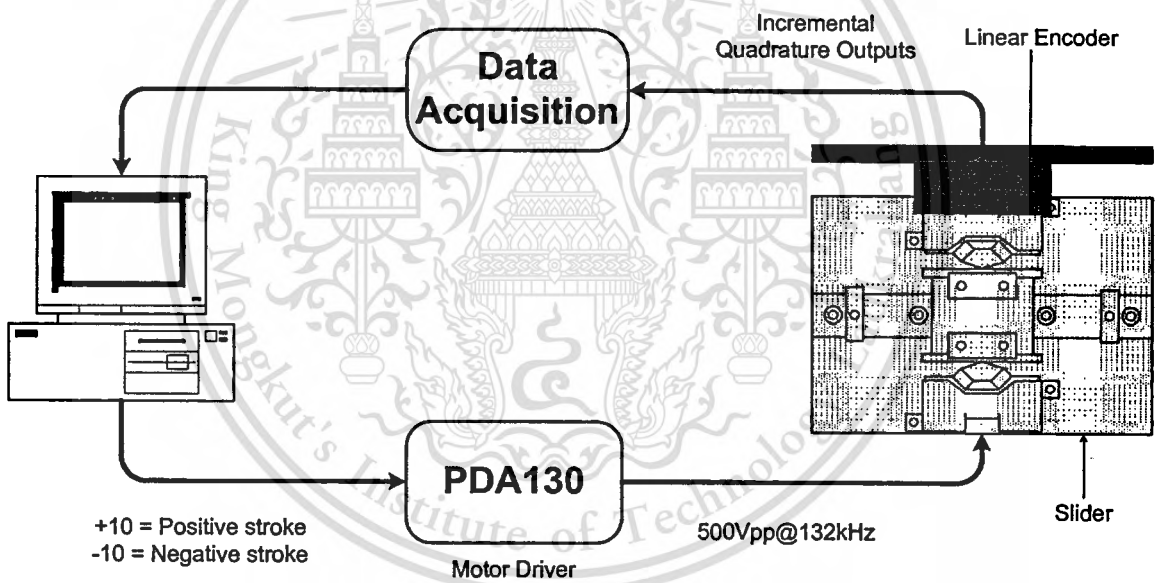 Incremental
Quadrature Outputs
Linear Encoder
Data
Acquisition
King Mongkut's Institute of Technology Ladkrabang
+10 = Positive stroke
-10 = Negative stroke
PDA130
Motor Driver
500Vpp@132kHz
Slider